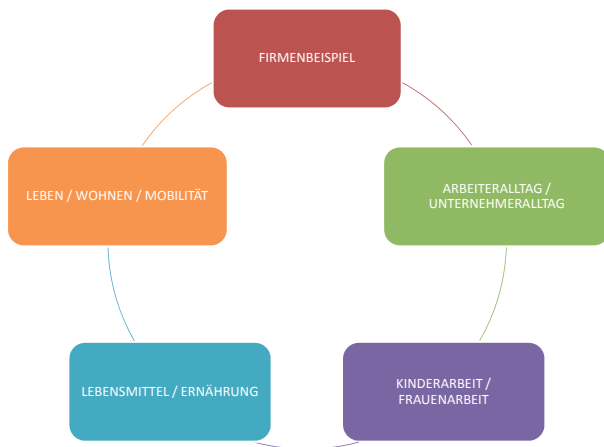 FIRMENBEISPIEL
ARBEITERALLTAG /
UNTERNEHMERALLTAG
KINDERARBEIT /
FRAUENARBEIT
LEBENSMITTEL / ERNÄHRUNG
LEBEN / WOHNEN / MOBILITÄT